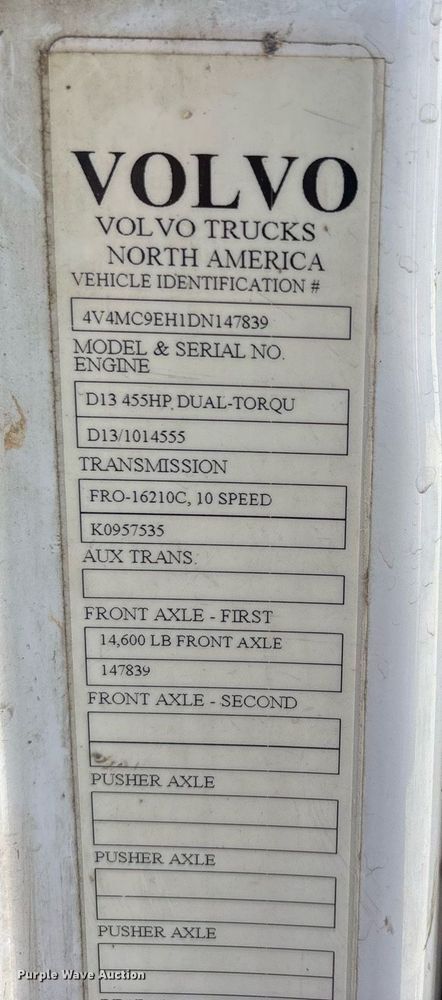 VOLVO
VOLVO TRUCKS
NORTH AMERICA
VEHICLE IDENTIFICATION #
4V4MC9EH1DN147839
MODEL & SERIAL NO.
ENGINE
D13 455HP DUAL-TORQU
D13/1014555
TRANSMISSION
FRO-16210C, 10 SPEED
K0957535
AUX TRANS.
FRONT AXLE - FIRST
14,600 LB FRONT AXLE
147839
FRONT AXLE - SECOND
PUSHER AXLE
PUSHER AXLE
PUSHER AXLE
Purple Wave Auction